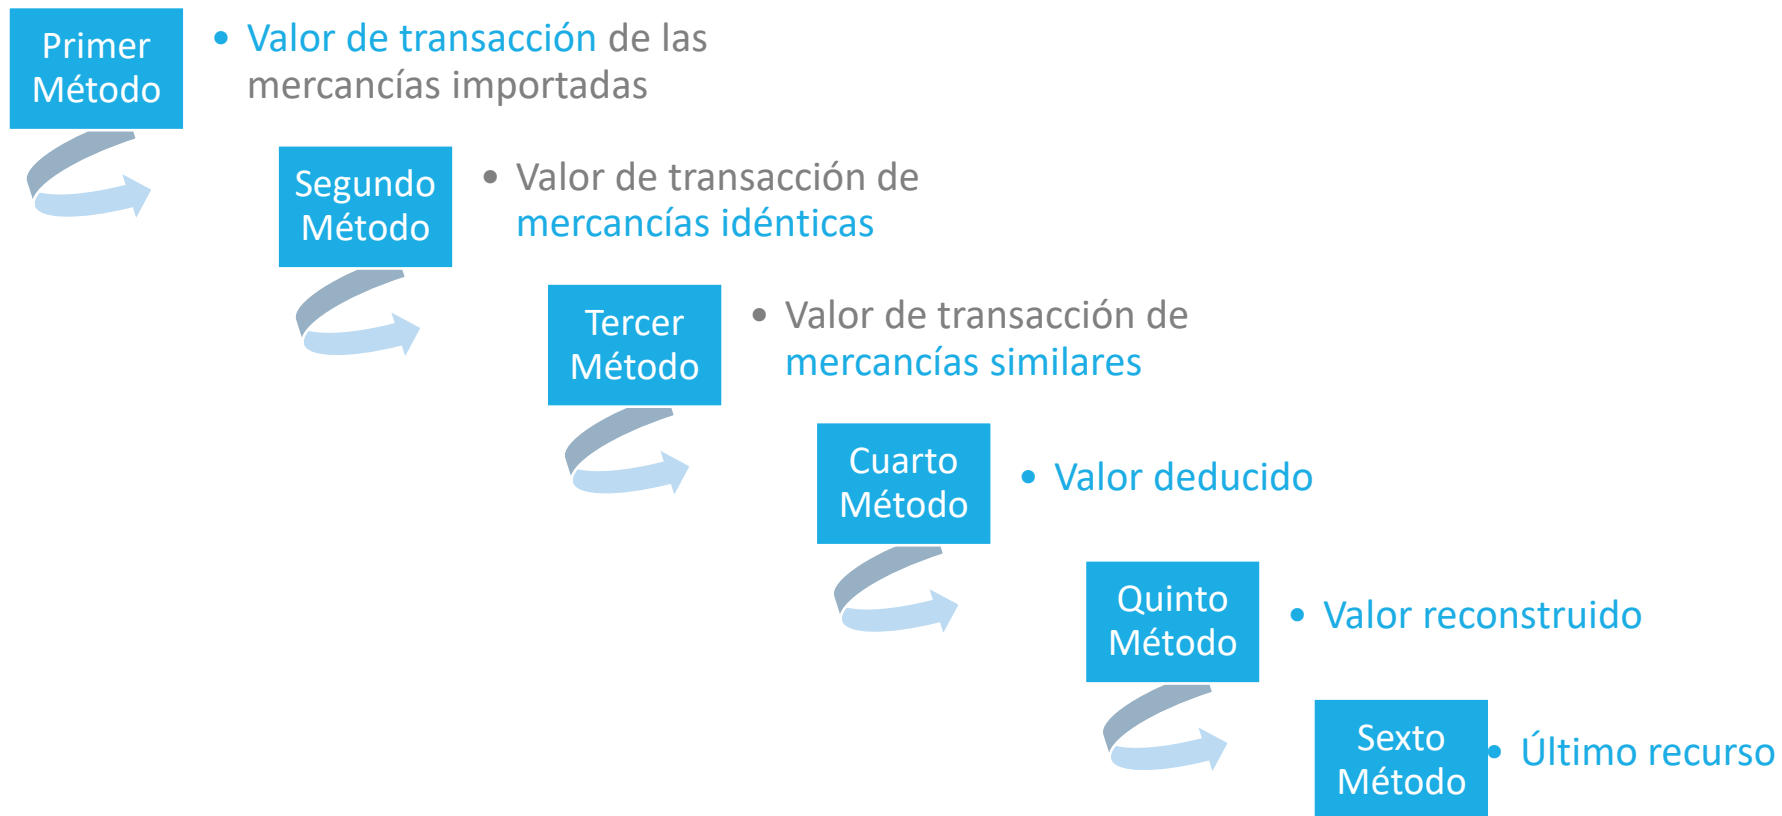 Primer
Método
• Valor de transacción de las
mercancías importadas
Segundo
Método
• Valor de transacción de
mercancías idénticas
Tercer
Método
• Valor de transacción de
mercancías similares
Cuarto
Método
• Valor deducido
Quinto
Método
• Valor reconstruido
Sexto
Método
• Último recurso